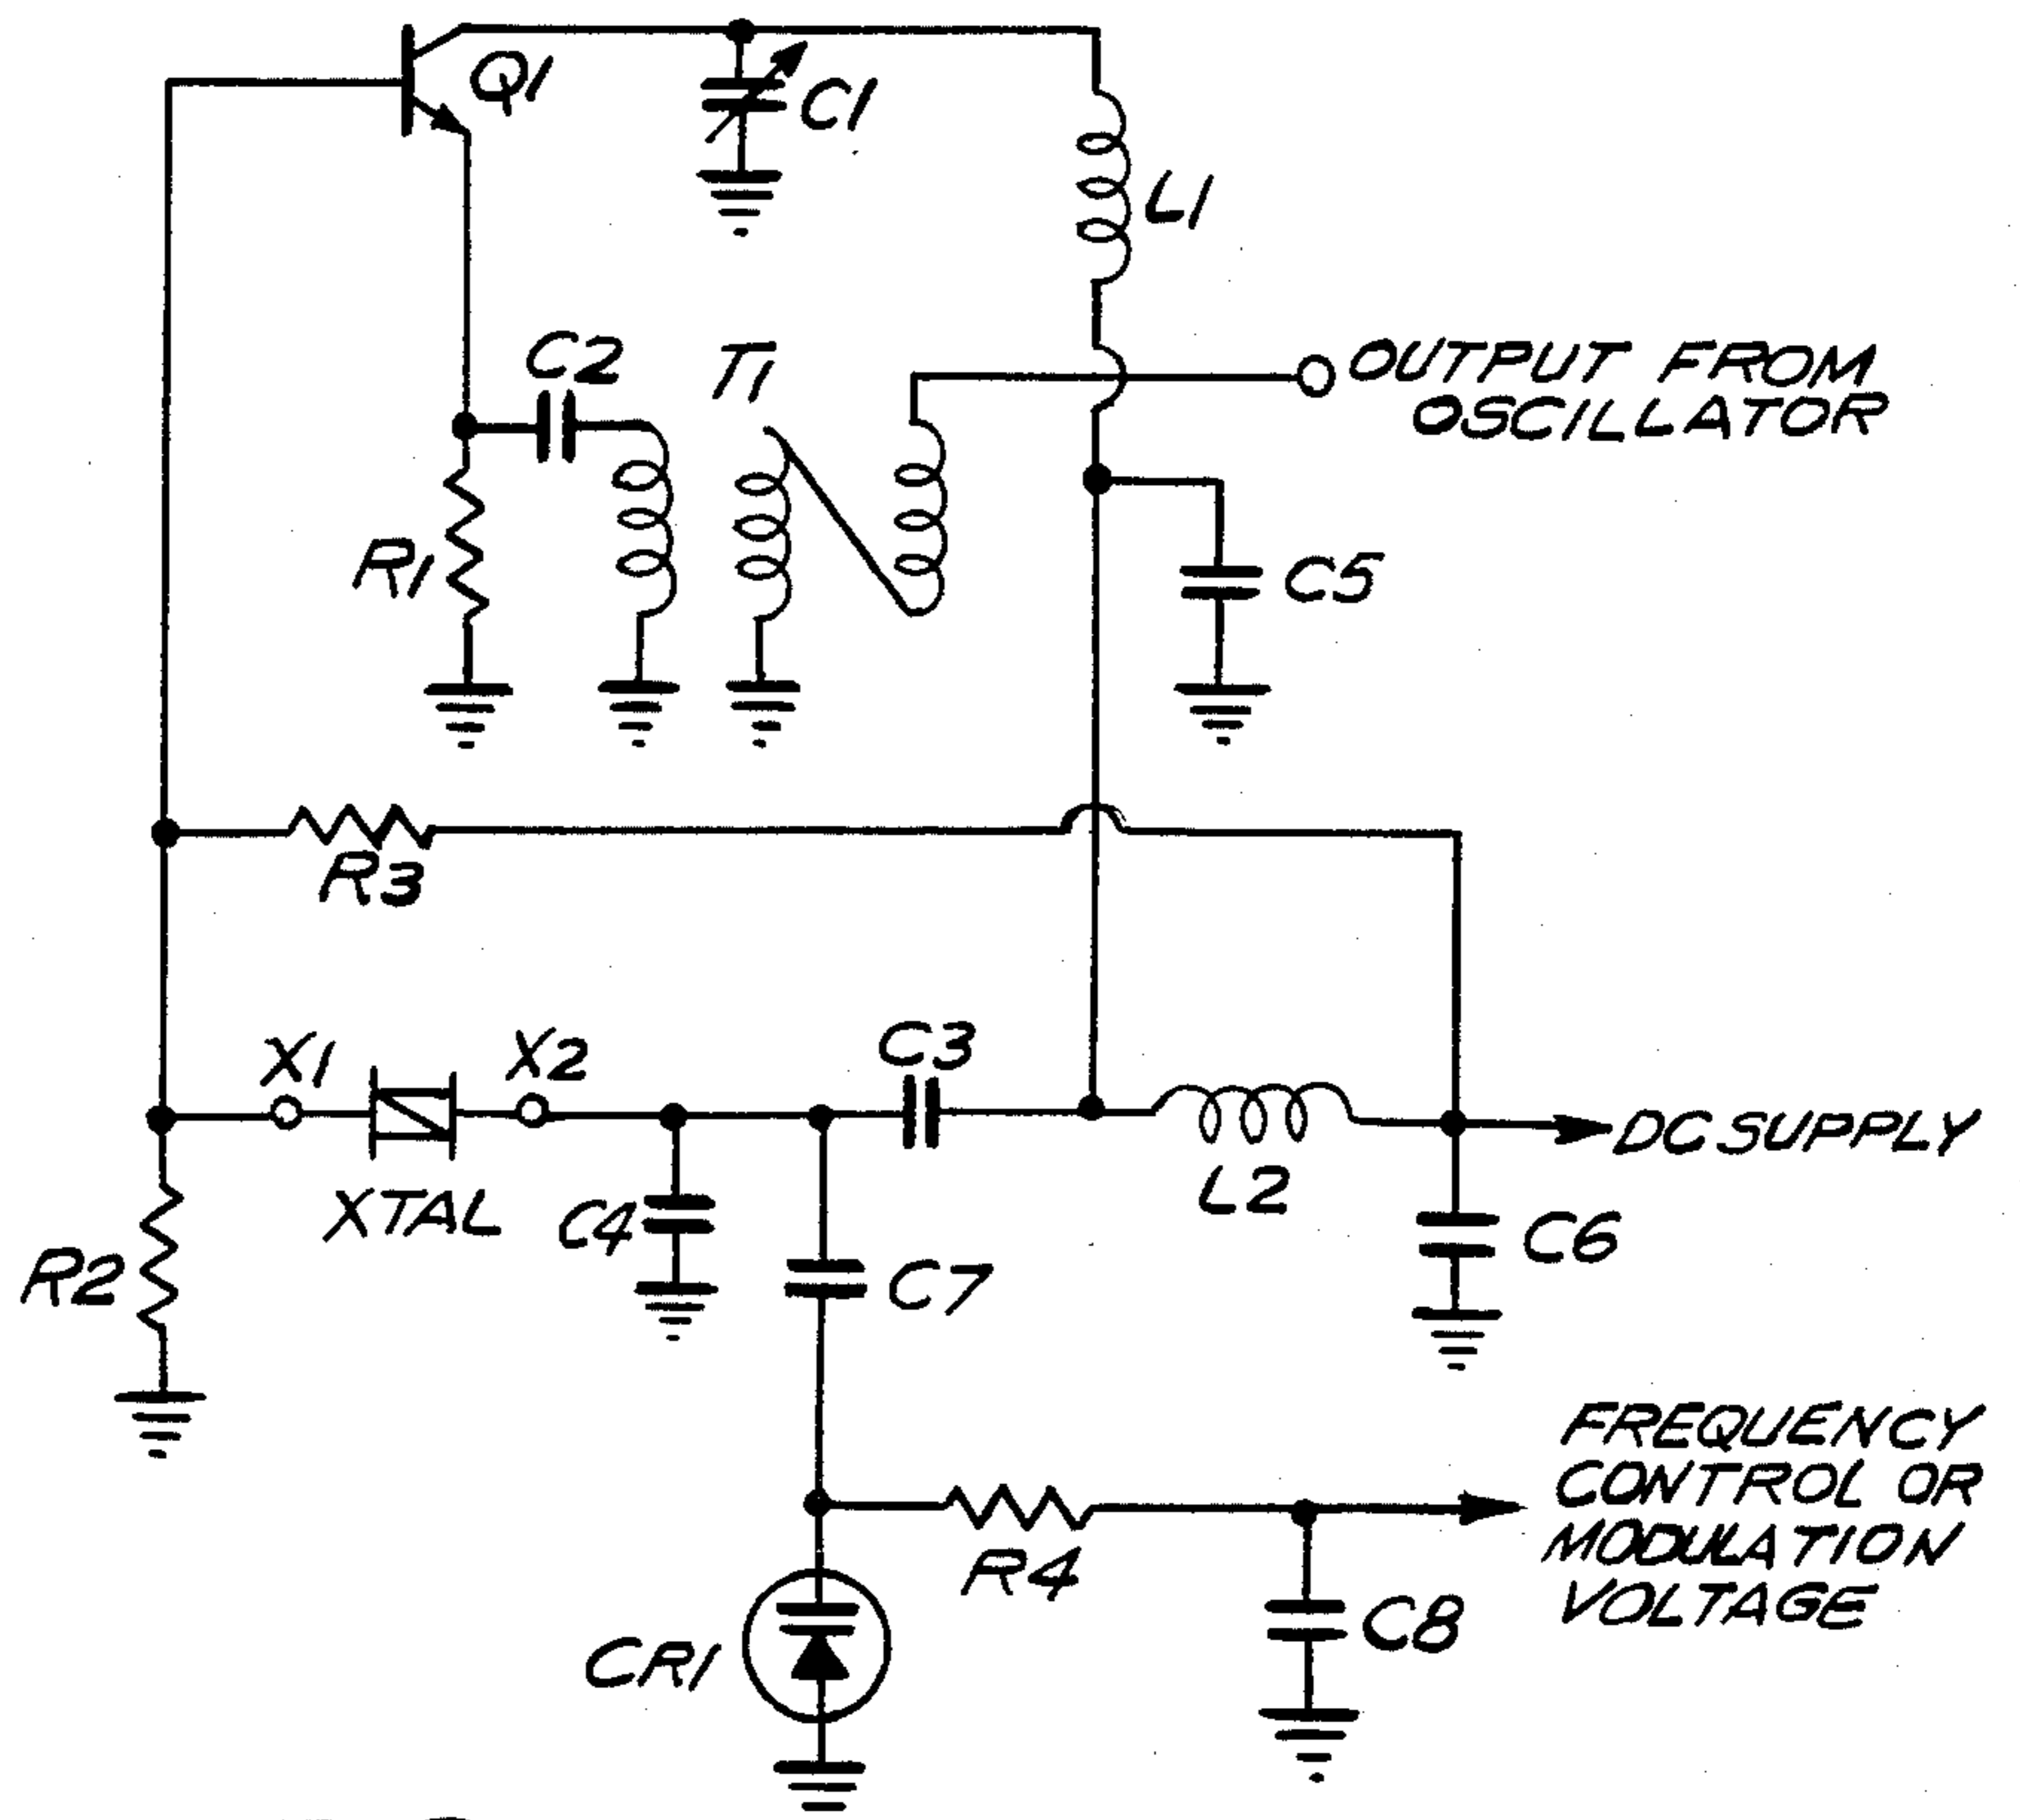 Q1
C1
L1
C2
T1
OUTPUT FROM
OSCILLATOR
R1
C5
R3
X1
X2
C3
XTAL
C4
L2
DC SUPPLY
R2
C7
C6
FREQUENCY
CONTROL OR
MODULATION
VOLTAGE
R4
CR1
C8